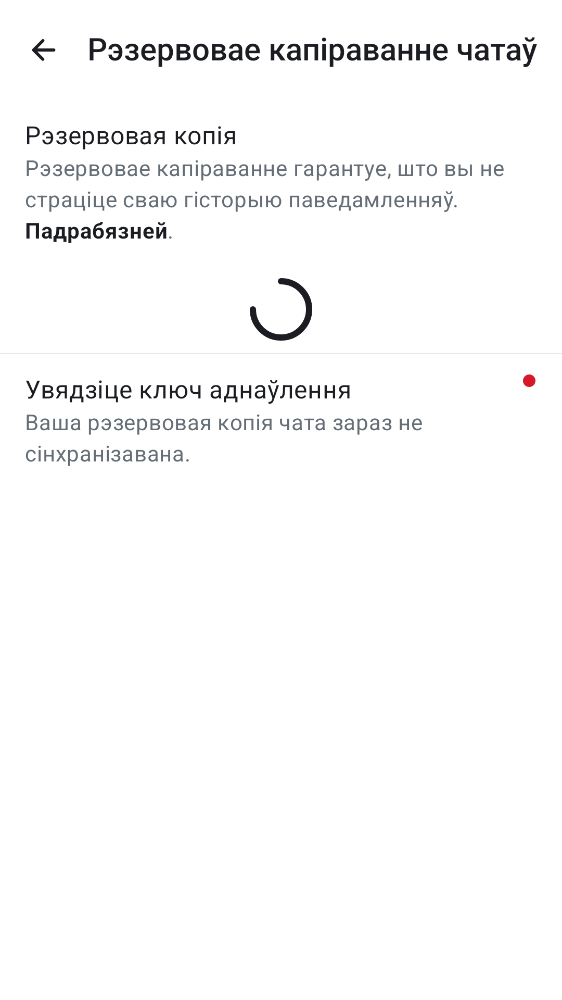 Рэзервовае капіраванне чатаў
Рэзервовая копія
Рэзервовае капіраванне гарантуе, што вы не
страціце сваю гісторыю паведамленняў.
Падрабязней.
Увядзіце ключ аднаўлення
Ваша рэзервовая копія чата зараз не
сінхранізавана.